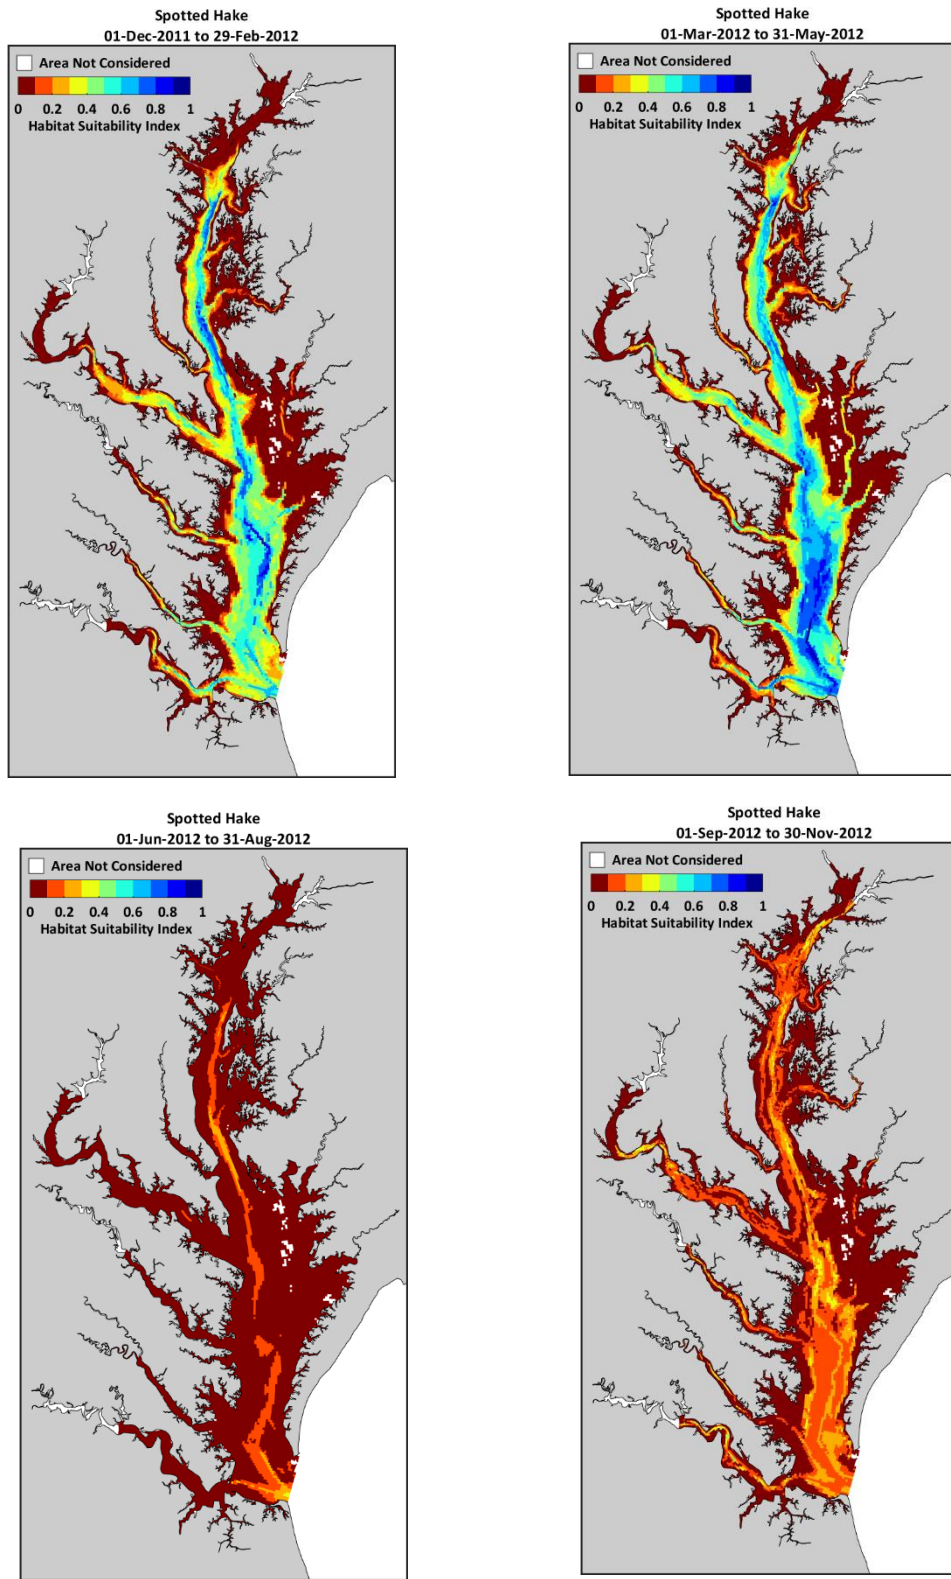 Spotted Hake
01-Dec-2011 to 29-Feb-2012
Area Not Considered
0 0.2 0.4 0.6 0.8 1
Habitat Suitability Index
Spotted Hake
01-Mar-2012 to 31-May-2012
Area Not Considered
0 0.2 0.4 0.6 0.8 1
Habitat Suitability Index
Spotted Hake
01-Jun-2012 to 31-Aug-2012
Area Not Considered
0 0.2 0.4 0.6 0.8 1
Habitat Suitability Index
Spotted Hake
01-Sep-2012 to 30-Nov-2012
Area Not Considered
0 0.2 0.4 0.6 0.8 1
Habitat Suitability Index